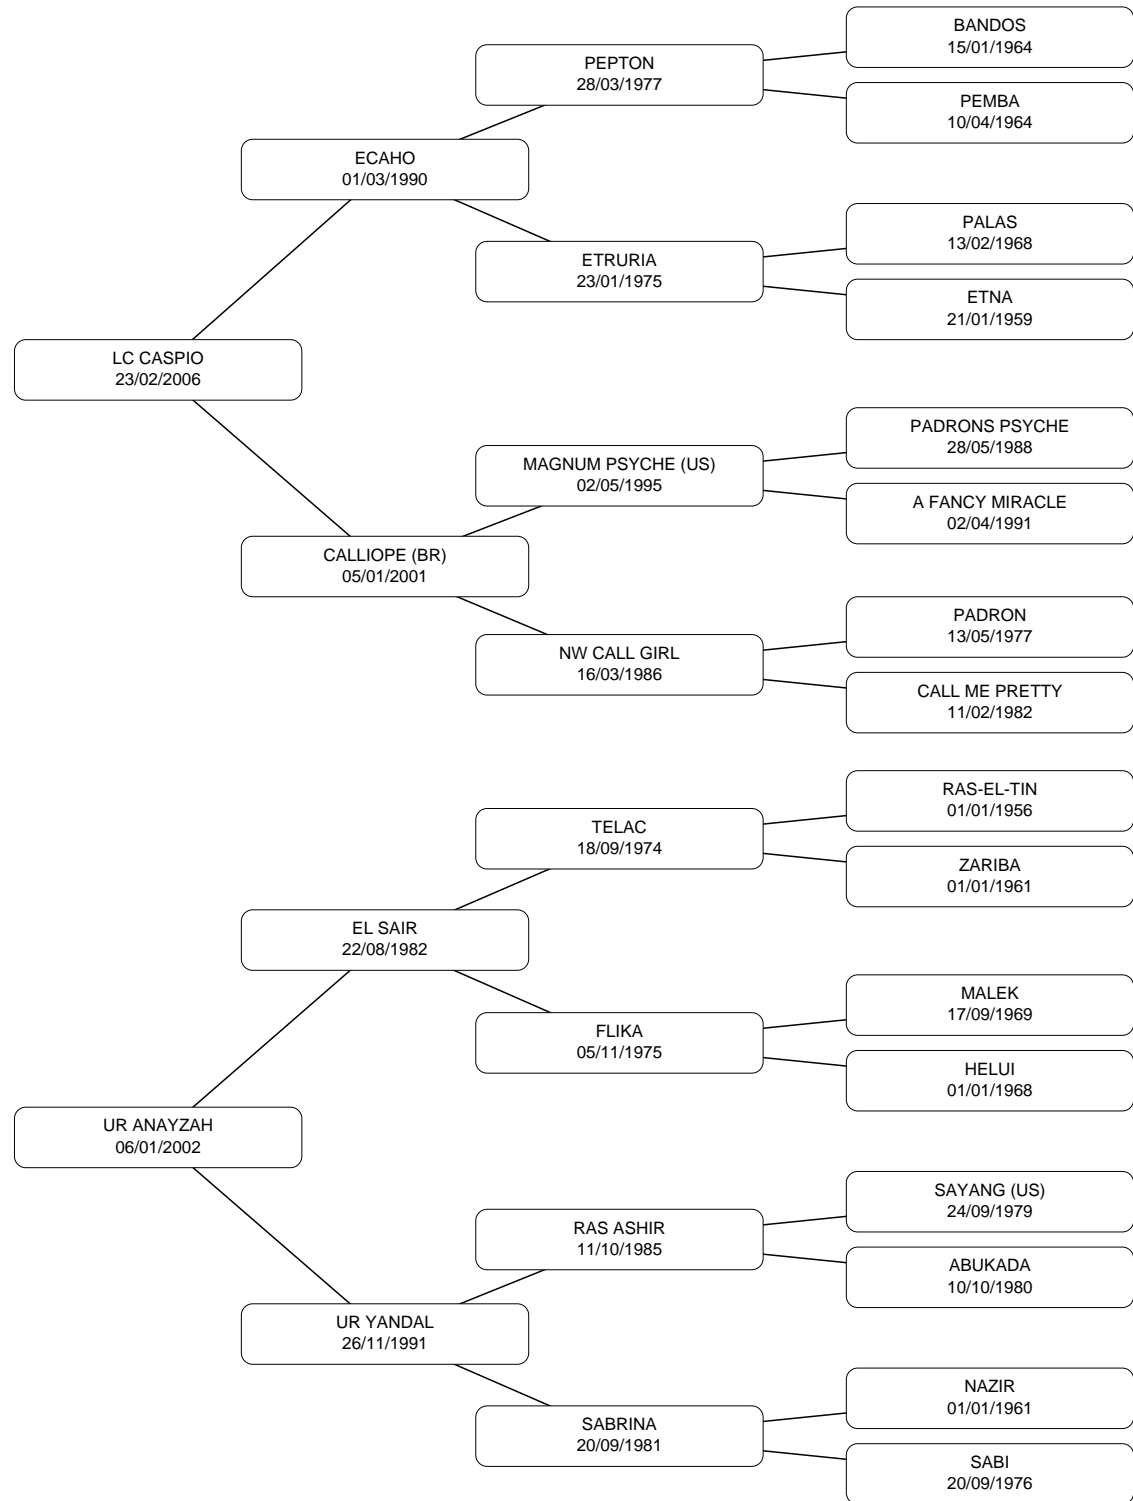 BANDOS
15/01/1964
PEPTON
28/03/1977
PEMBA
10/04/1964
ECAHO
01/03/1990
PALAS
13/02/1968
ETRURIA
23/01/1975
ETNA
21/01/1959
LC CASPIO
23/02/2006
PADRONS PSYCHE
28/05/1988
MAGNUM PSYCHE (US)
02/05/1995
A FANCY MIRACLE
02/04/1991
CALLIOPE (BR)
05/01/2001
PADRON
13/05/1977
NW CALL GIRL
16/03/1986
CALL ME PRETTY
11/02/1982
RAS-EL-TIN
01/01/1956
TELAC
18/09/1974
ZARIBA
01/01/1961
EL SAIR
22/08/1982
MALEK
17/09/1969
FLIKA
05/11/1975
HELUI
01/01/1968
UR ANAYZAH
06/01/2002
SAYANG (US)
24/09/1979
RAS ASHIR
11/10/1985
ABUKADA
10/10/1980
UR YANDAL
26/11/1991
NAZIR
01/01/1961
SABRINA
20/09/1981
SABI
20/09/1976